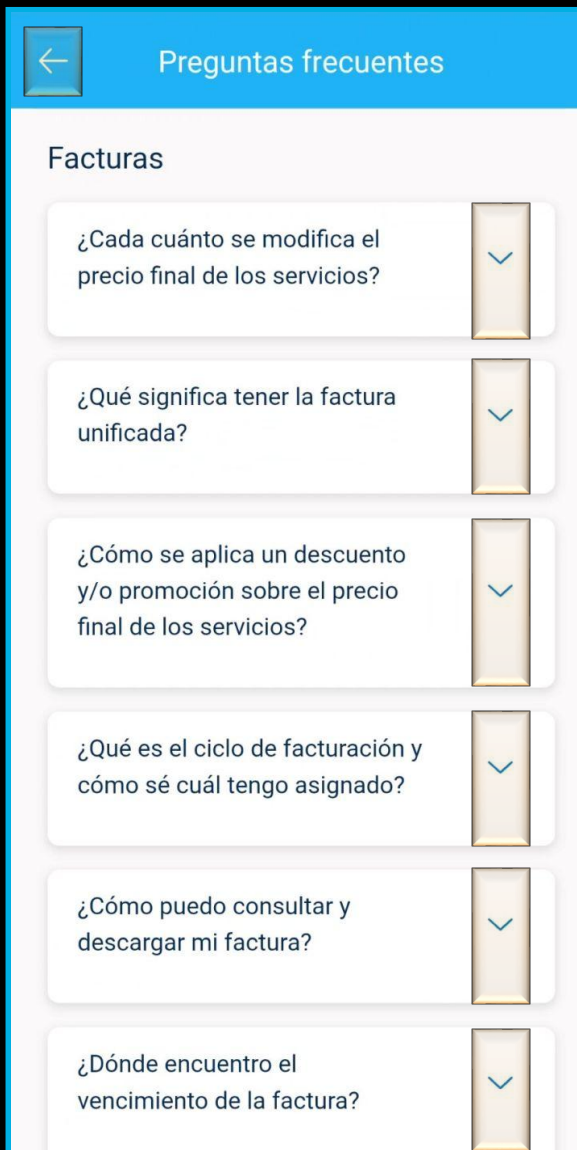 Preguntas frecuentes
Facturas
¿Cada cuánto se modifica el
precio final de los servicios?
¿Qué significa tener la factura
unificada?
¿Cómo se aplica un descuento
y/o promoción sobre el precio
final de los servicios?
¿Qué es el ciclo de facturación y
cómo sé cuál tengo asignado?
¿Cómo puedo consultar y
descargar mi factura?
¿Dónde encuentro el
vencimiento de la factura?